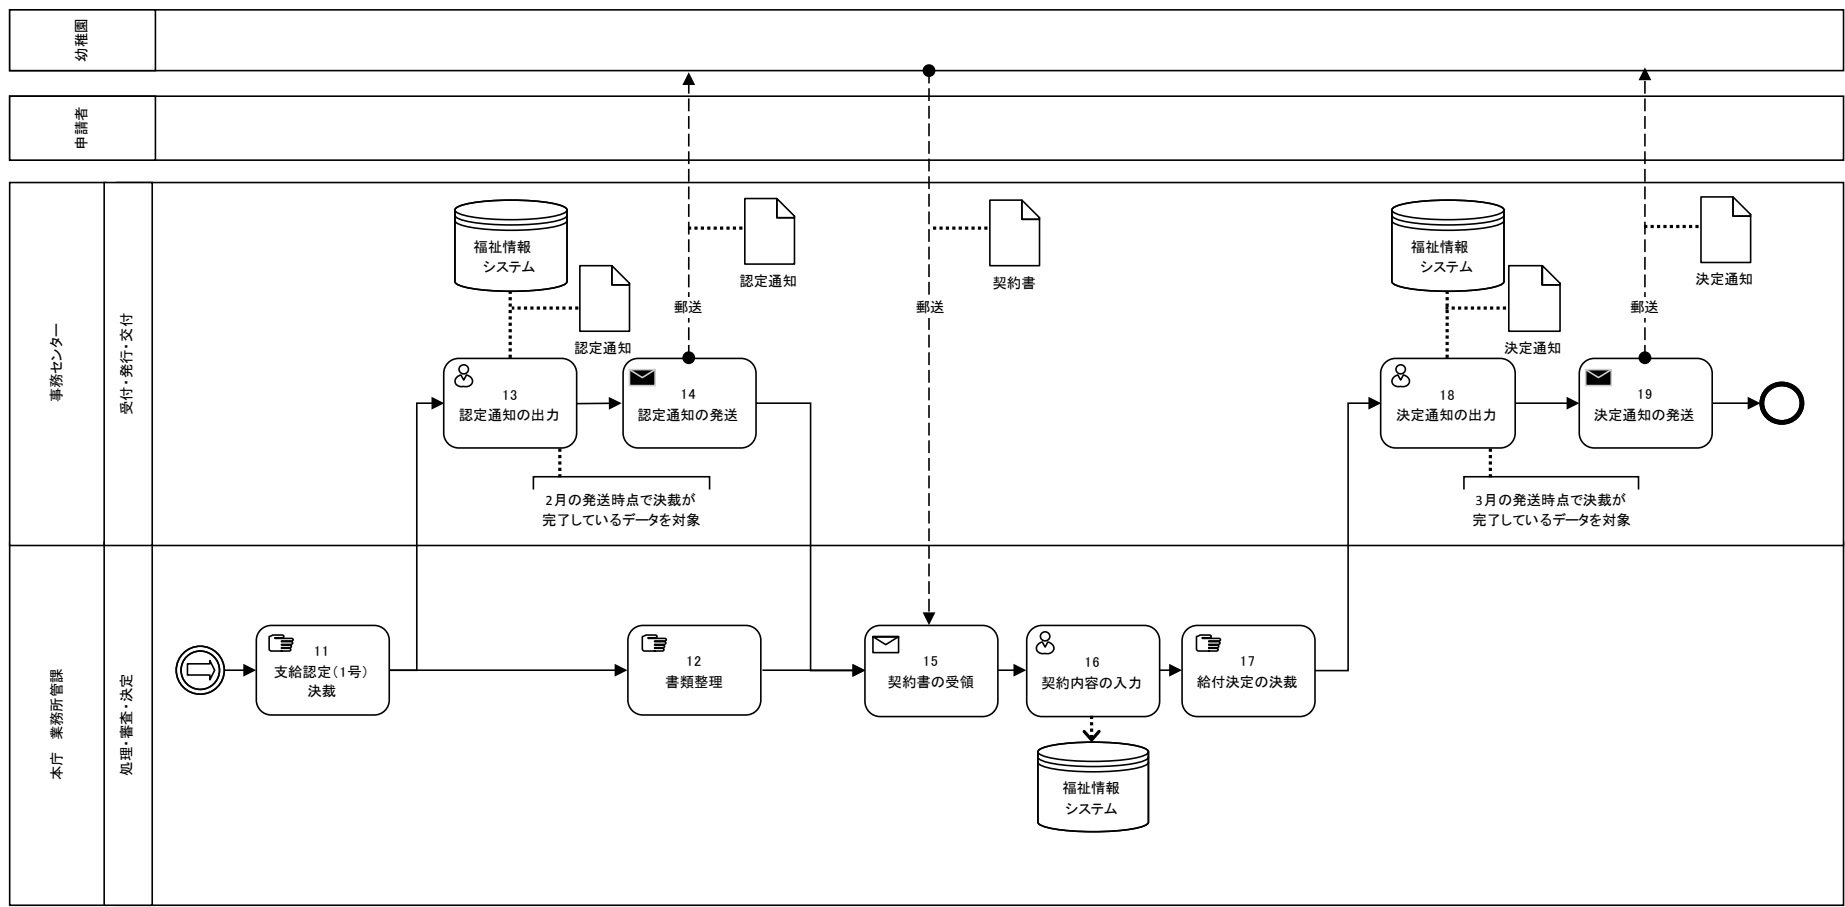 幼稚園
申請者
事務センター
受付・発行・交付
福祉情報
システム
認定通知
認定通知
郵送
契約書
郵送
福祉情報
システム
決定通知
決定通知
郵送
13
認定通知の出力
14
認定通知の発送
18
決定通知の出力
19
決定通知の発送
2月の発送時点で決裁が
完了しているデータを対象
3月の発送時点で決裁が
完了しているデータを対象
本庁 業務所管課
処理・審査・決定
11
支給認定(1号)
決裁
12
書類整理
15
契約書の受領
16
契約内容の入力
17
給付決定の決裁
福祉情報
システム